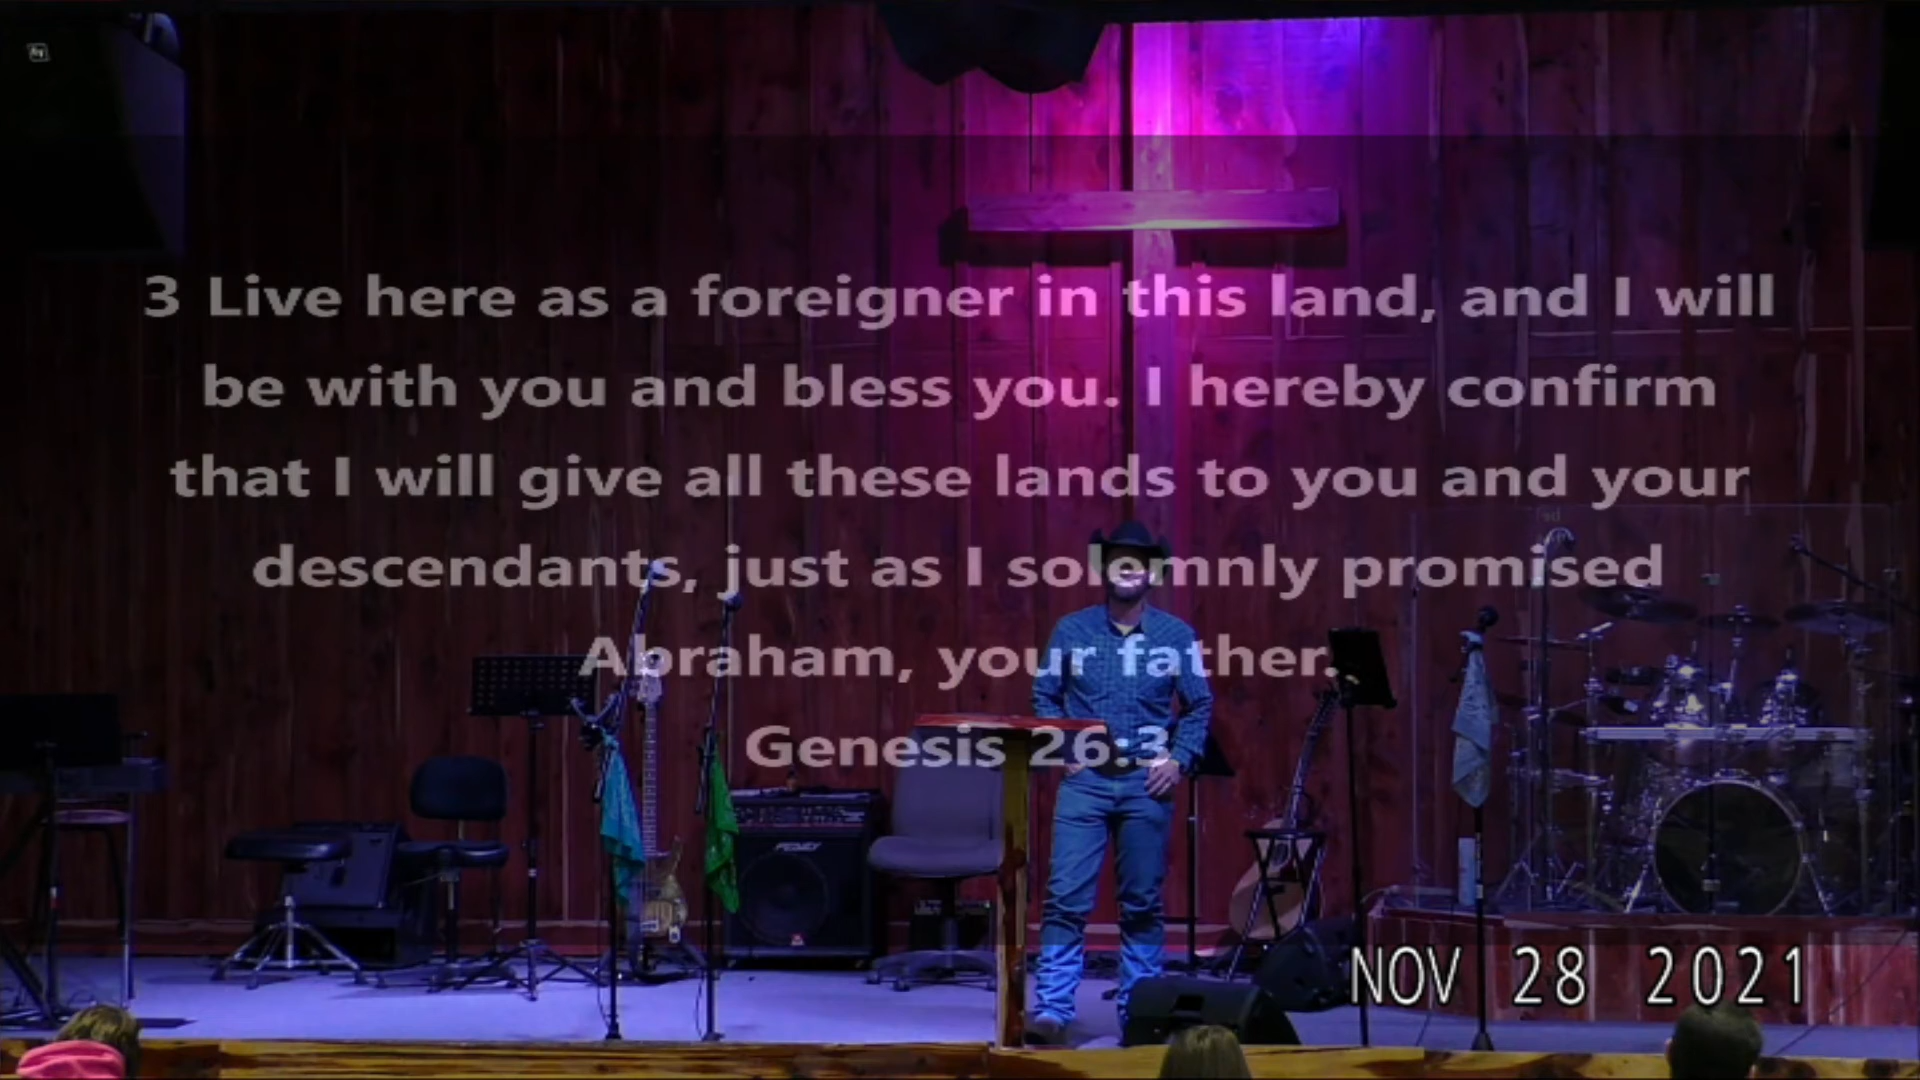 3 Live here as a foreigner in this land, and I will
be with you and bless you. I hereby confirm
that I will give all these lands to you and your
descendants, just as I solemnly promised
Abraham, your father.
Genesis 26:3
PEAVEY
NOV 28 2021